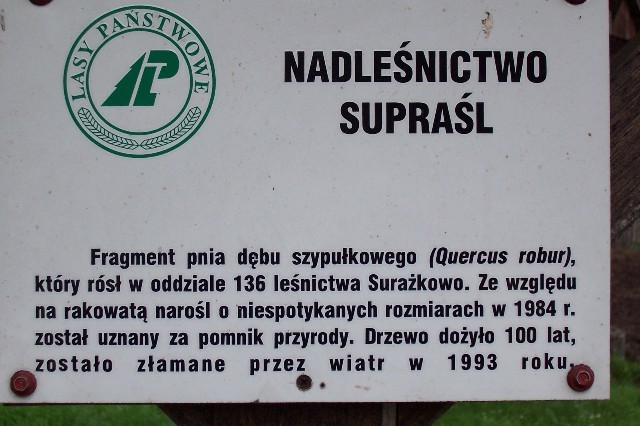 LASY PAŃSTWOWE
LP
NADLEŚNICTWO
SUPRAŚL
Fragment pnia dębu szypułkowego (Quercus robur),
który rósł w oddziale 136 leśnictwa Surażkowo. Ze względu
na rakowatą narośl o niespotykanych rozmiarach w 1984 r.
został uznany za pomnik przyrody. Drzewo dożyło 100 lat,
zostało złamane przez wiatr w 1993 roku.